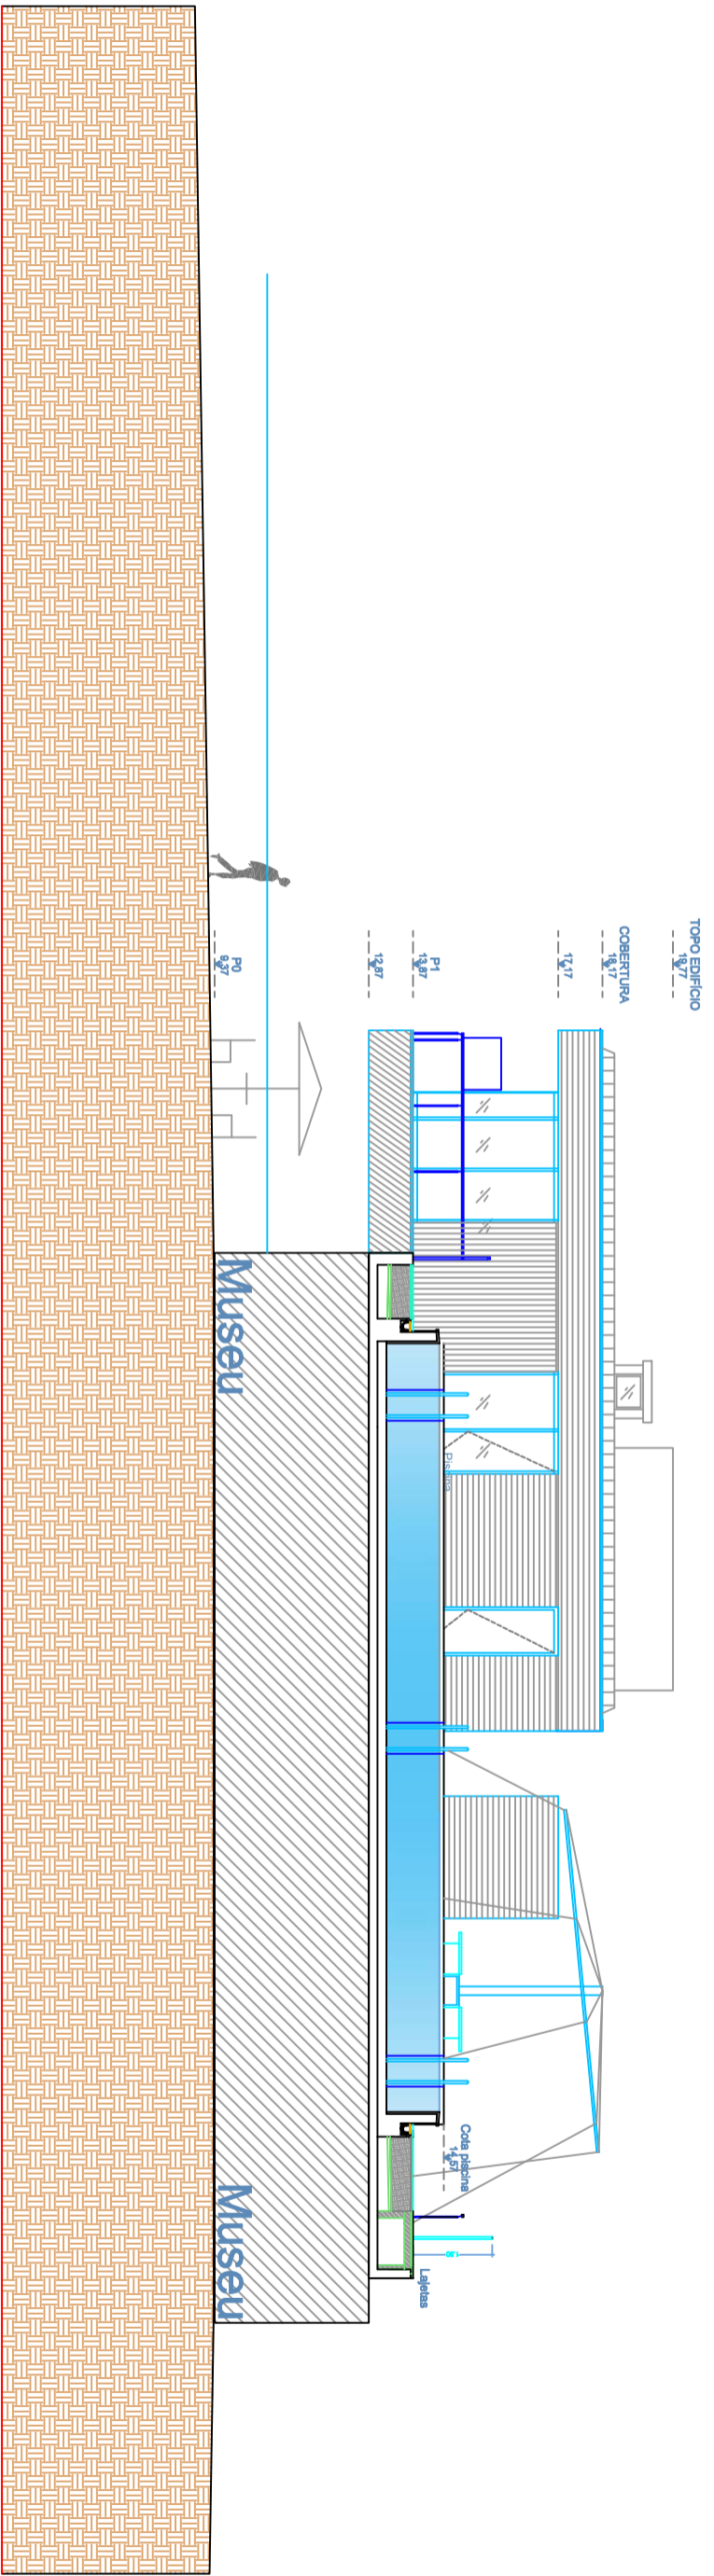 TOPO EDIFÍCIO
19,77
COBERTURA
18,17
17,17
P1
13,87
12,87
P0
9,37
Piscina
Cota piscina
14,57
Lajetas
Museu
Museu